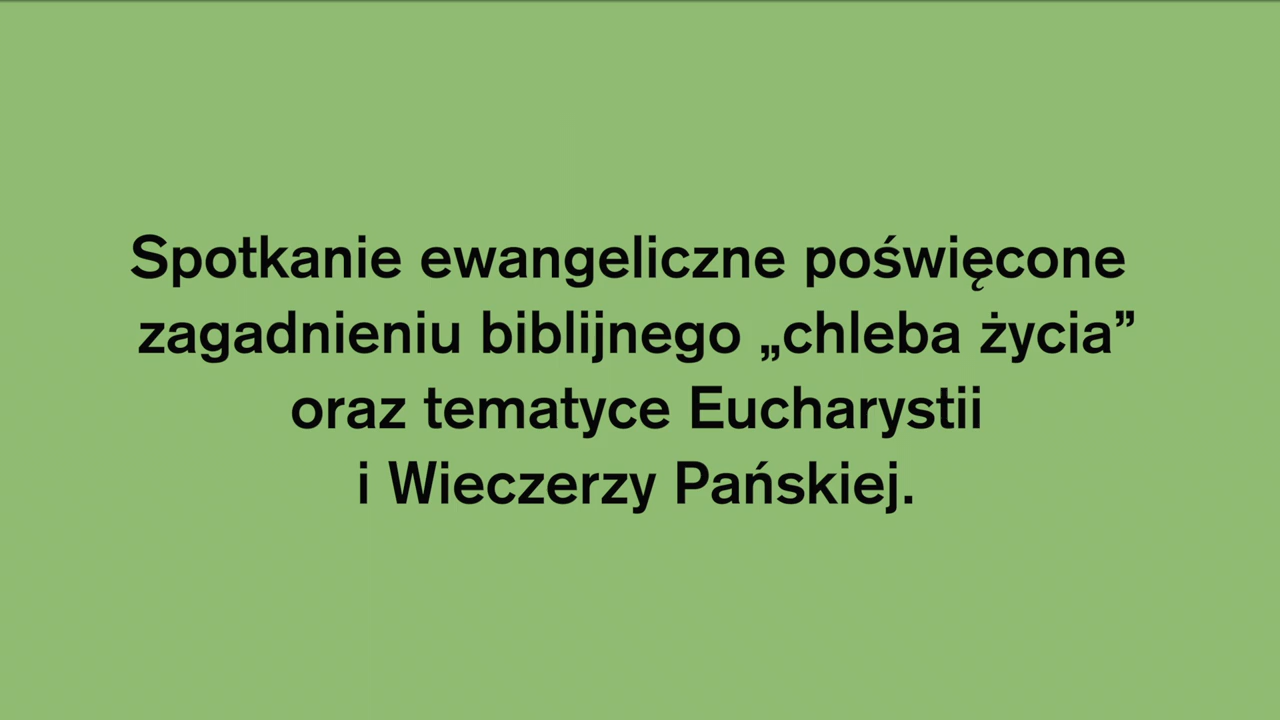 Spotkanie ewangeliczne poświęcone
zagadnieniu biblijnego „chleba życia”
oraz tematyce Eucharystii
i Wieczerzy Pańskiej.